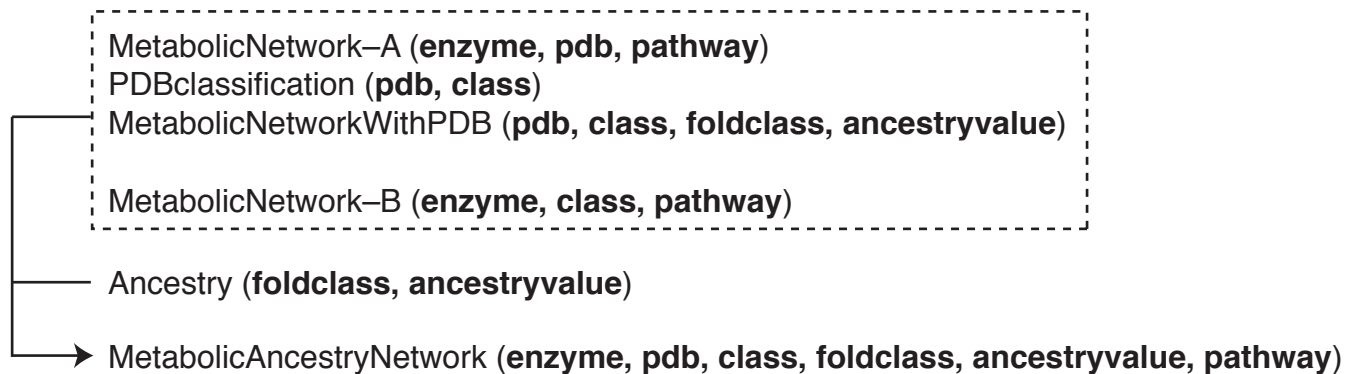 MetabolicNetwork–A (enzyme, pdb, pathway)
PDBclassification (pdb, class)
MetabolicNetworkWithPDB (pdb, class, foldclass, ancestryvalue)
MetabolicNetwork–B (enzyme, class, pathway)
Ancestry (foldclass, ancestryvalue)
MetabolicAncestryNetwork (enzyme, pdb, class, foldclass, ancestryvalue, pathway)